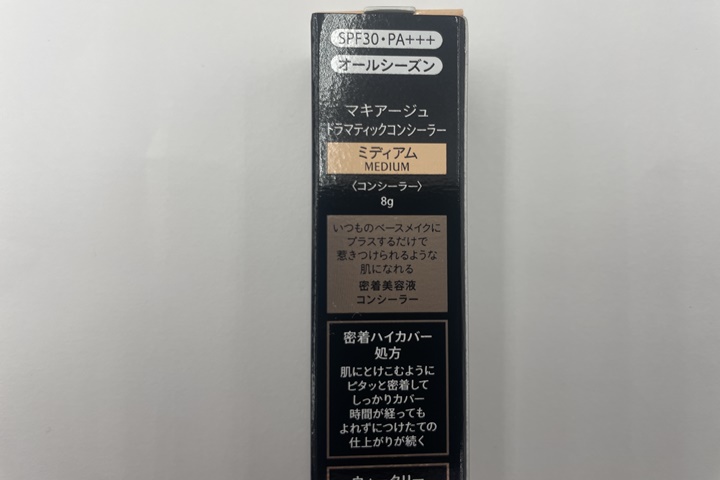 SPF30・PA+++
オールシーズン
マキアージュ
ドラマティックコンシーラー
ミディアム
MEDIUM
〈コンシーラー〉
8g
いつものベースメイクに
プラスするだけで
惹きつけられるような
肌になれる
密着美容液
コンシーラー
密着ハイカバー
処方
肌にとけこむように
ピタッと密着して
しっかりカバー
時間が経っても
よれずにつけたての
仕上がりが続く